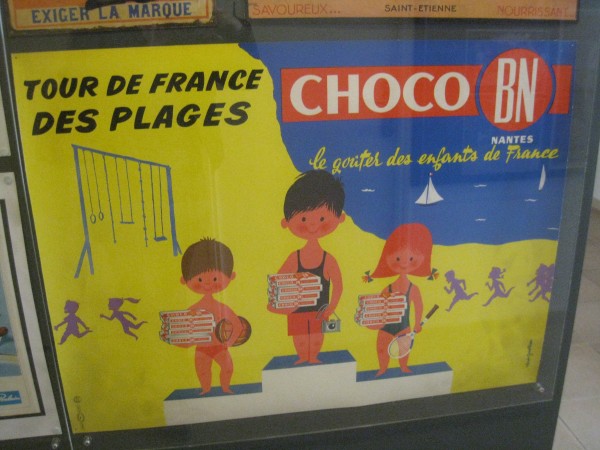 EXIGER LA MARQUE
SAVOUREUX... SAINT-ETIENNE NOURRISSANT
TOUR DE FRANCE
DES PLAGES
CHOCO BN
NANTES
le goûter des enfants de France